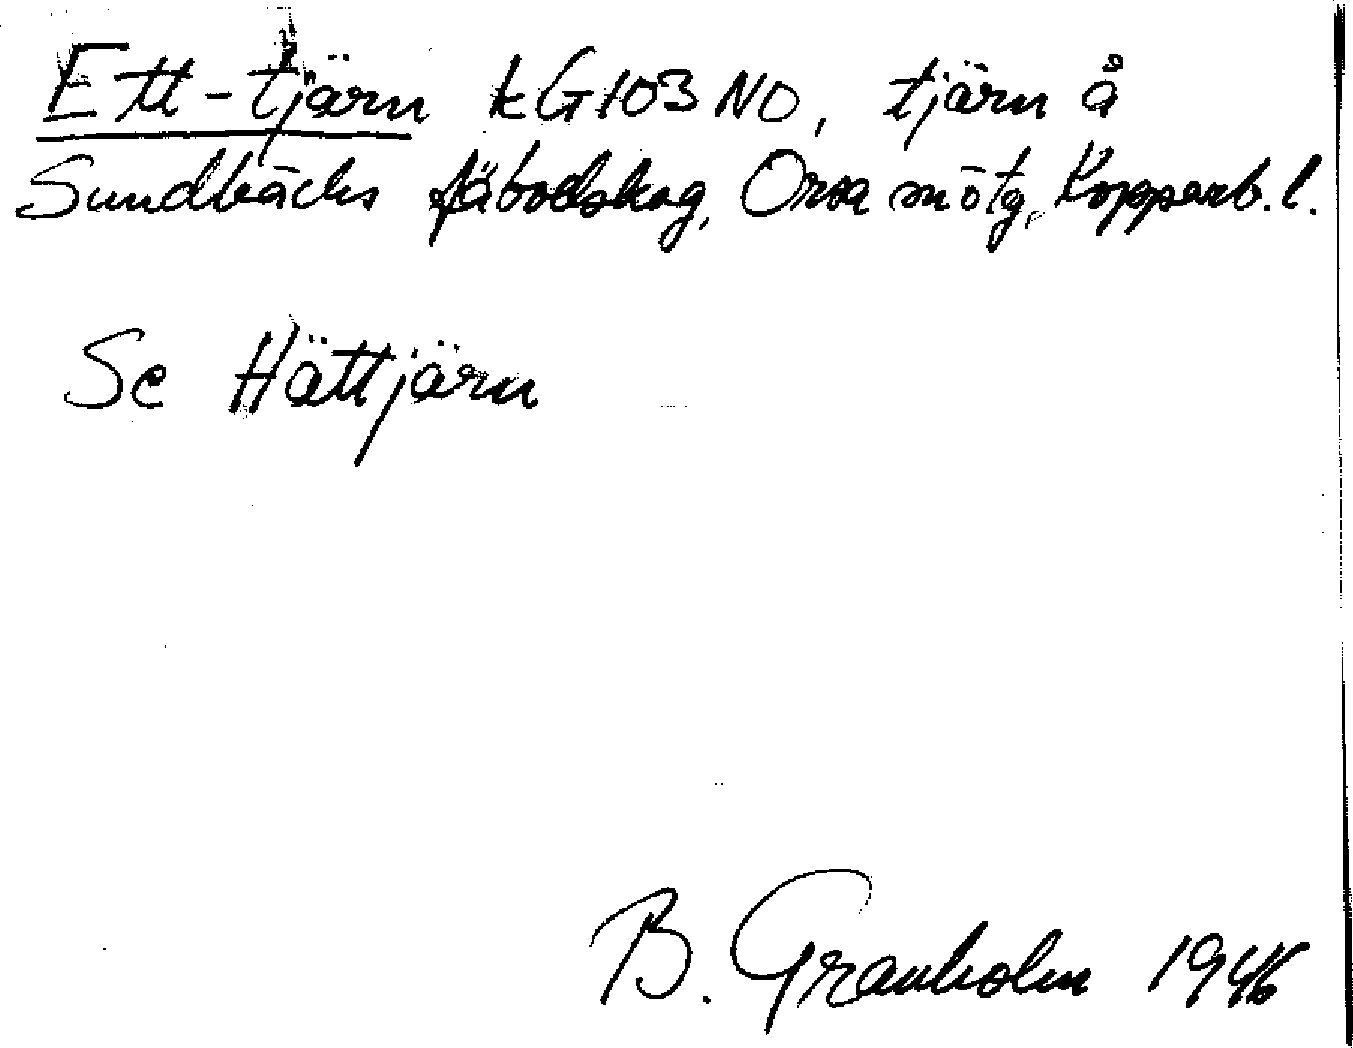 Ett-tjärn kG103NO, tjärn å
Sundbäcks fäbodskog, Orsa mötg, Kopparb. l.
Se Hättjärn
B. Granholm 1946